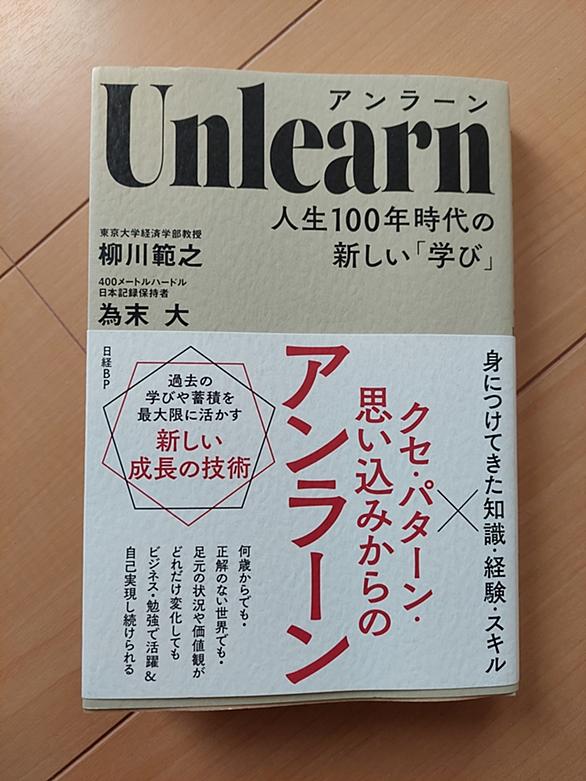 アンラーン
Unlearn
人生100年時代の
新しい「学び」
東京大学経済学部教授
柳川範之
400メートルハードル
日本記録保持者
為末 大
日経BP
身につけてきた知識・経験・スキル
×
クセ・パターン・
思い込みからの
アンラーン
過去の
学びや蓄積を
最大限に活かす
新しい
成長の技術
何歳からでも・
正解のない世界でも・
足元の状況や価値観が
どれだけ変化しても
ビジネス・勉強で活躍&
自己実現し続けられる